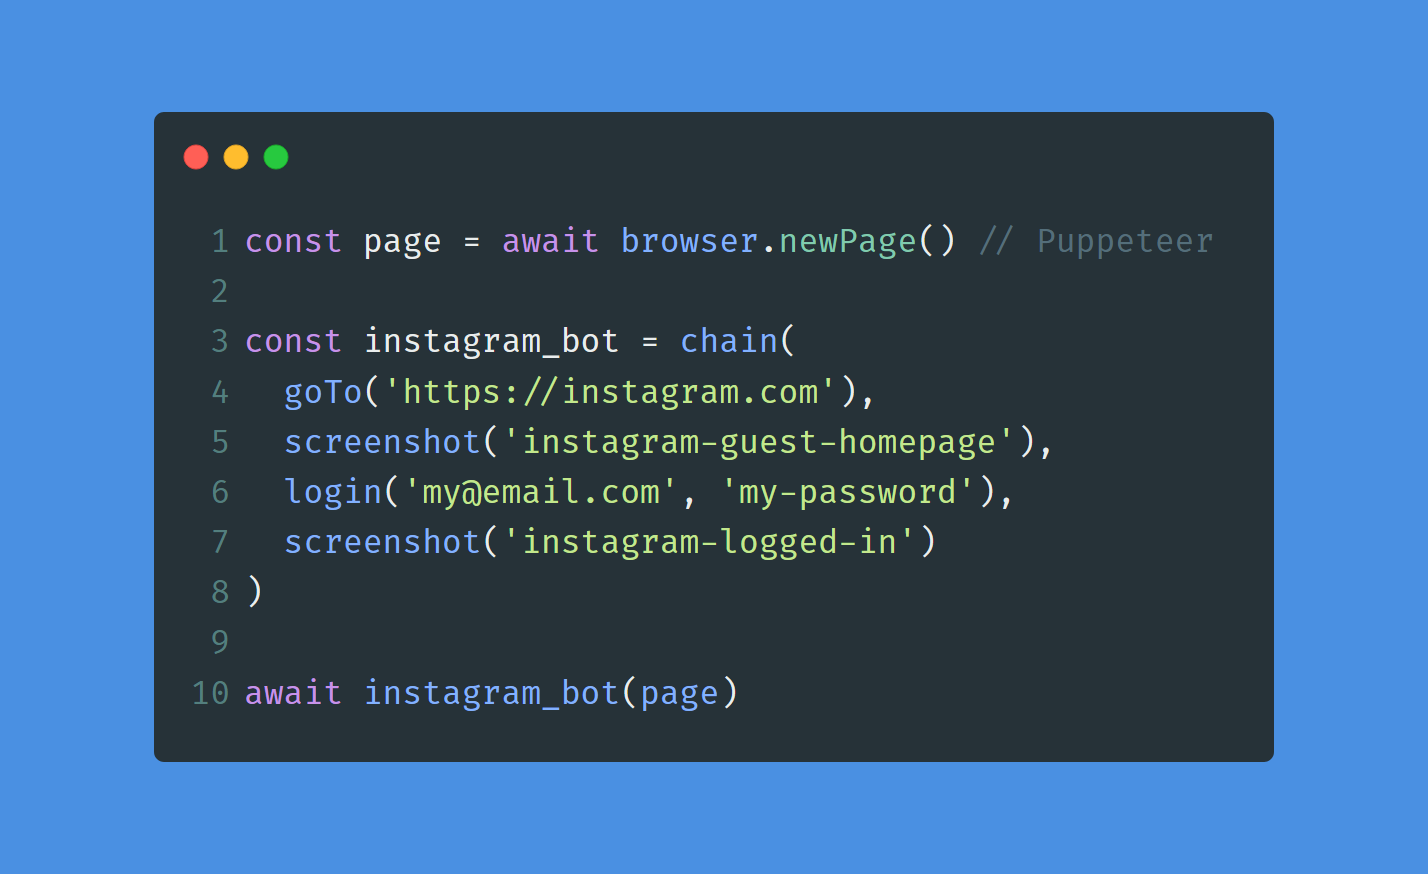 1 const page = await browser.newPage() // Puppeteer
2
3 const instagram_bot = chain(
4   goTo('https://instagram.com'),
5   screenshot('instagram-guest-homepage'),
6   login('my@email.com', 'my-password'),
7   screenshot('instagram-logged-in')
8 )
9
10 await instagram_bot(page)